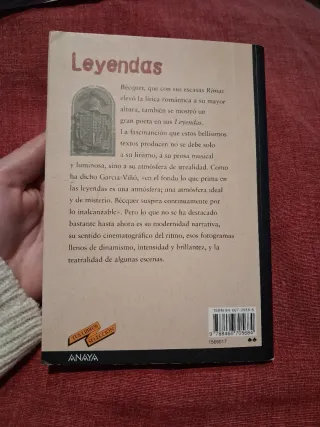 Leyendas
Bécquer, que con sus escasas Rimas
elevó la lírica romántica a su mayor
altura, también se mostró un
gran poeta en sus Leyendas.
La fascinación que estos bellísimos
textos producen no se debe solo
a su lirismo, a su prosa musical
y luminosa, sino a su atmósfera de irrealidad. Como
ha dicho García-Viñó, «en el fondo lo que prima en
las leyendas es una atmósfera; una atmósfera ideal
y de misterio. Bécquer suspira continuamente por
lo inalcanzable». Pero lo que no se ha destacado
bastante hasta ahora es su modernidad narrativa,
su sentido cinematográfico del ritmo, esos fotogramas
llenos de dinamismo, intensidad y brillantez, y la
teatralidad de algunas escenas.
ANAYA